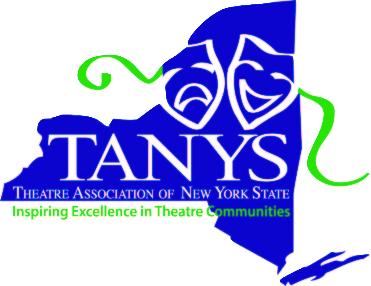 TANYS
THEATRE ASSOCIATION OF NEW YORK STATE
Inspiring Excellence in Theatre Communities